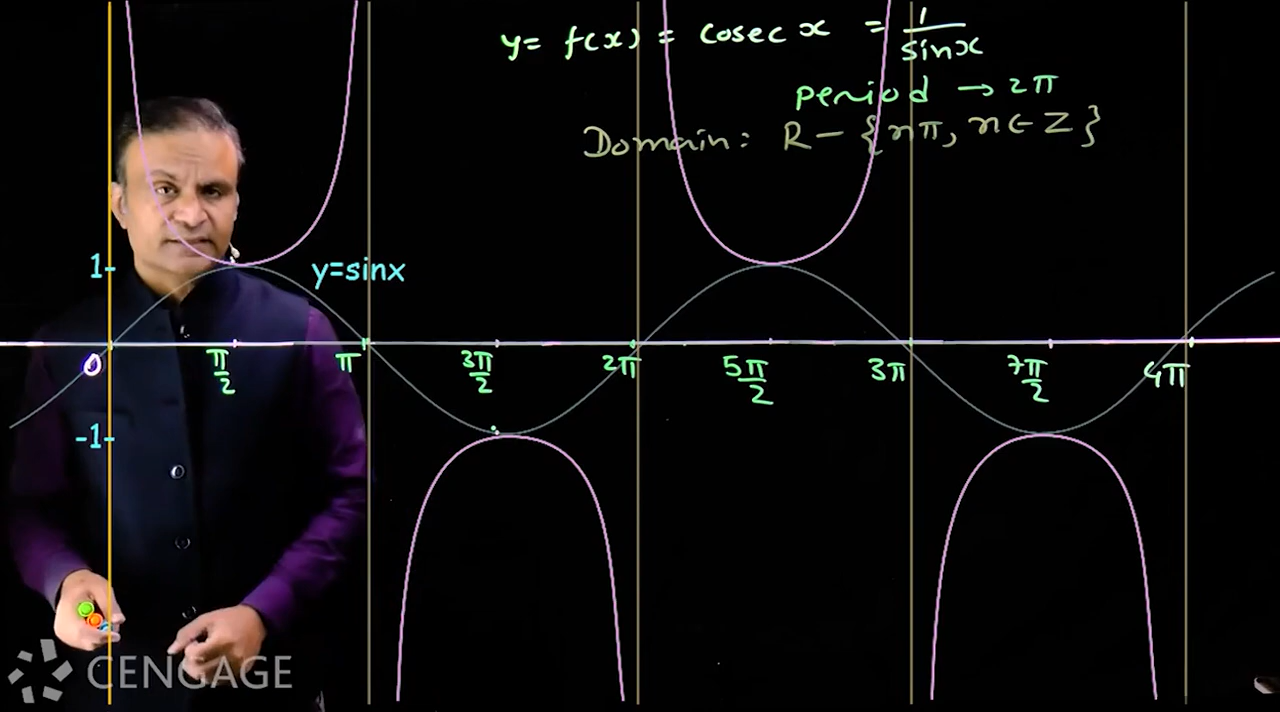 y = f(x) = cosec x = 1/sinx
period → 2π
Domain: R – {nπ, n∈Z}
1
y=sinx
0 π/2 π 3π/2 2π 5π/2 3π 7π/2 4π
-1
CENGAGE